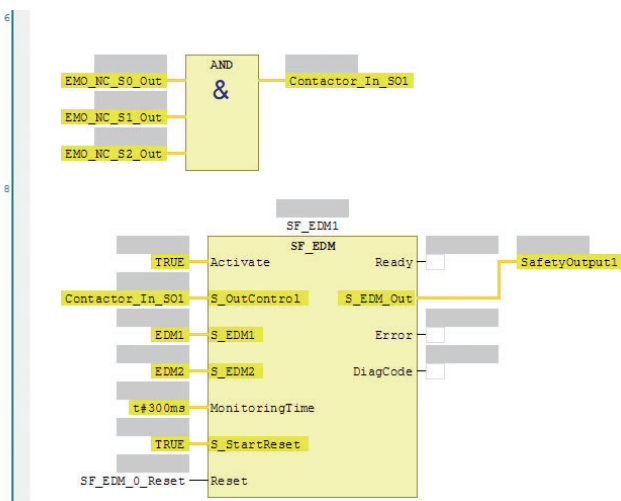 6
AND
EMO_NC_S0_Out & Contactor_In_SO1
EMO_NC_S1_Out
EMO_NC_S2_Out
8
SF_EDM1
SF_EDM
TRUE Activate Ready SafetyOutput1
Contactor_In_SO1 S_OutControl S_EDM_Out
EDM1 S_EDM1 Error
EDM2 S_EDM2 DiagCode
t#300ms MonitoringTime
TRUE S_StartReset
SF_EDM_0_Reset Reset